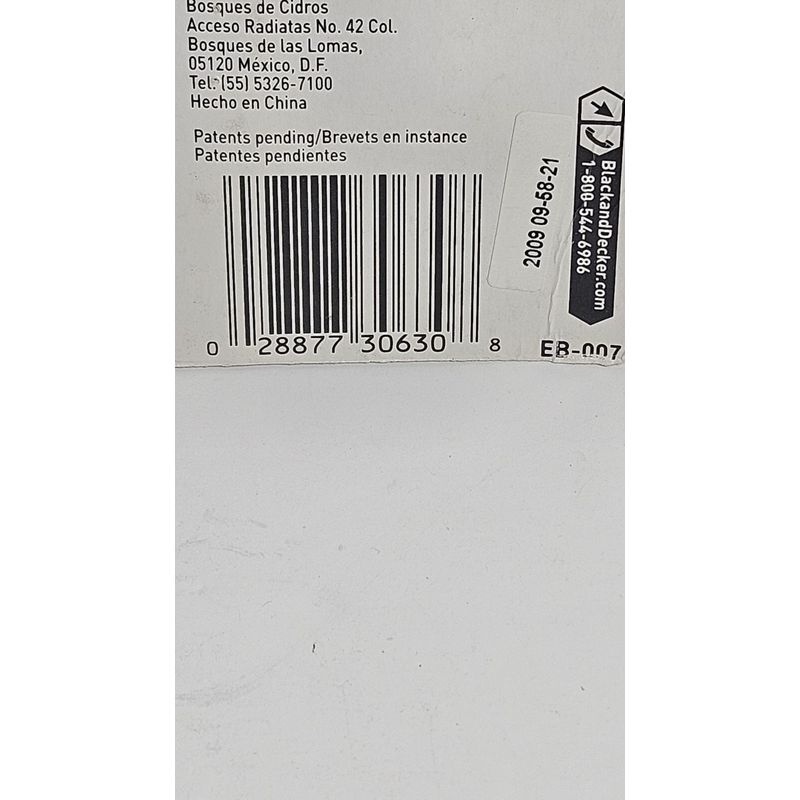 Bosques de Cidros
Acceso Radiatas No. 42 Col.
Bosques de las Lomas,
05120 México, D.F.
Tel: (55) 5326-7100
Hecho en China
Patents pending/Brevets en instance
Patentes pendientes
0 28877 30630 8
2009 09-58-21
BlackandDecker.com
1-800-544-6986
EB-007